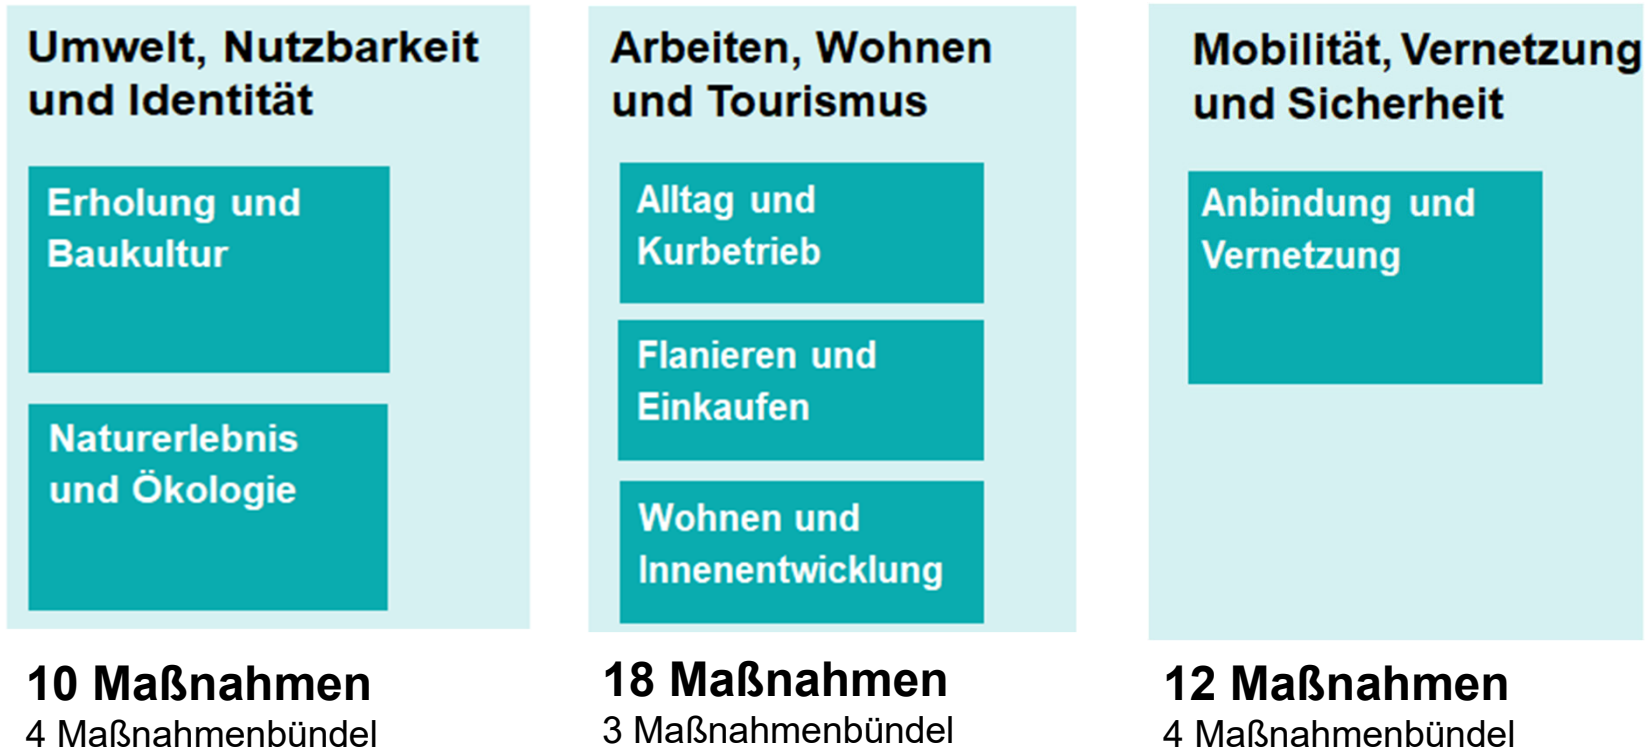 Umwelt, Nutzbarkeit
und Identität
Erholung und
Baukultur
Naturerlebnis
und Ökologie
10 Maßnahmen
4 Maßnahmenbündel
Arbeiten, Wohnen
und Tourismus
Alltag und
Kurbetrieb
Flanieren und
Einkaufen
Wohnen und
Innenentwicklung
18 Maßnahmen
3 Maßnahmenbündel
Mobilität, Vernetzung
und Sicherheit
Anbindung und
Vernetzung
12 Maßnahmen
4 Maßnahmenbündel